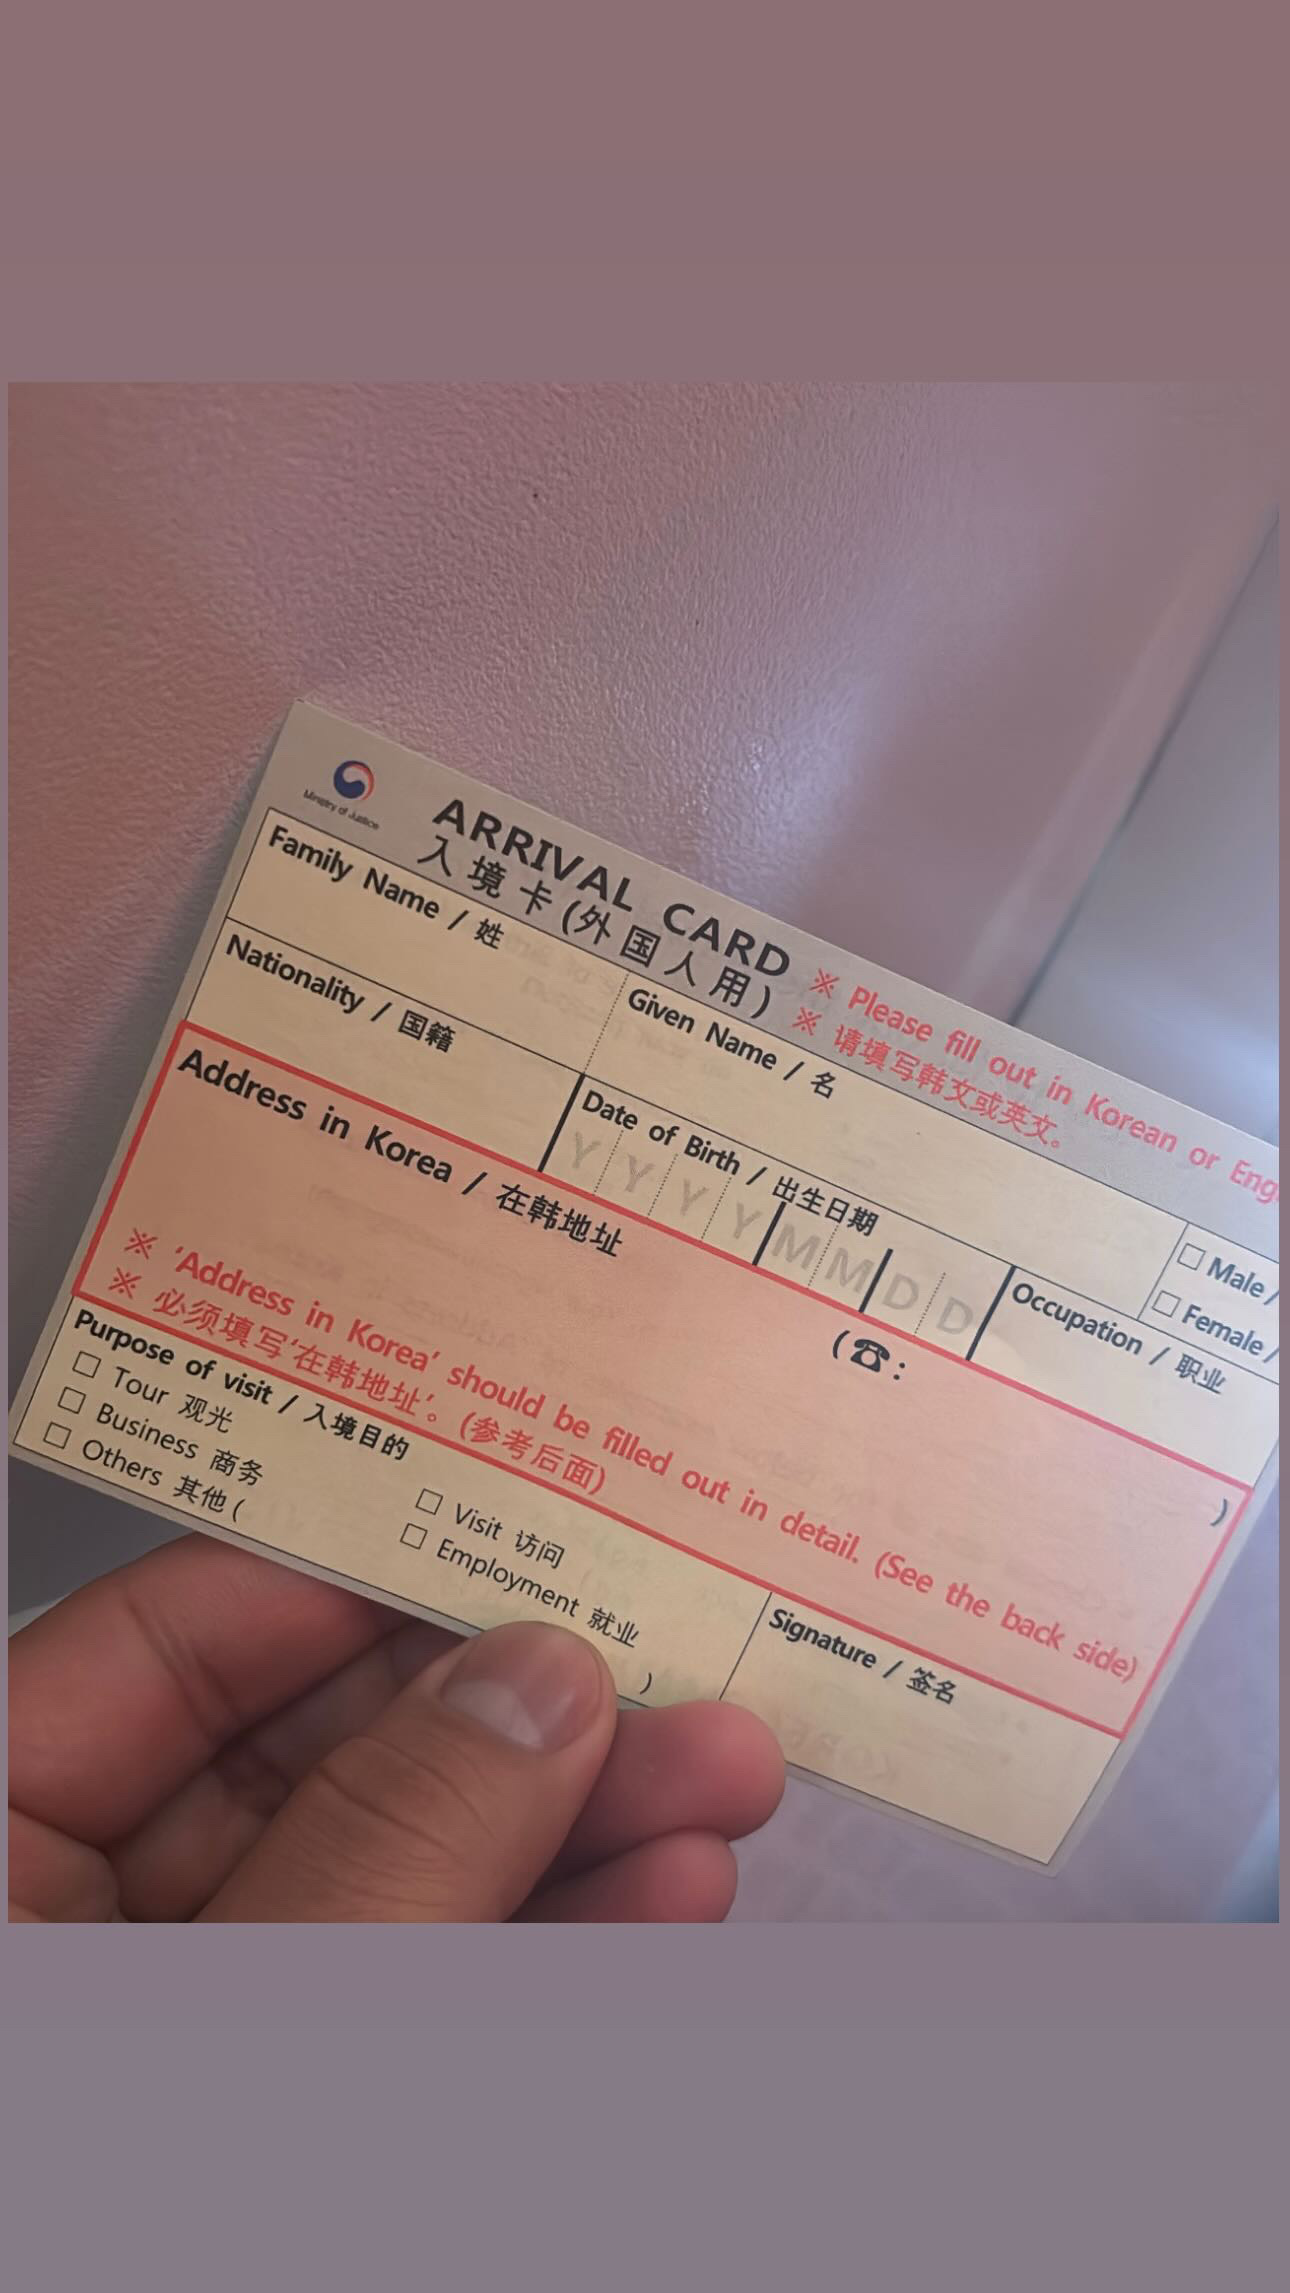 Ministry of Justice
ARRIVAL CARD
入境卡(外国人用)
※ Please fill out in Korean or
※ 请填写韩文或英文。
Family Name / 姓
Given Name / 名
□ Male /
□ Female /
Nationality / 国籍
Date of Birth / 出生日期
Y Y Y Y M M D D
Occupation / 职业
Address in Korea / 在韩地址
(☎: )
※ 'Address in Korea' should be filled out in detail. (See the back side)
※ 必须填写'在韩地址'。(参考后面)
Purpose of visit / 入境目的
□ Tour 观光
□ Visit 访问
□ Business 商务
□ Employment 就业
□ Others 其他 ( )
Signature / 签名